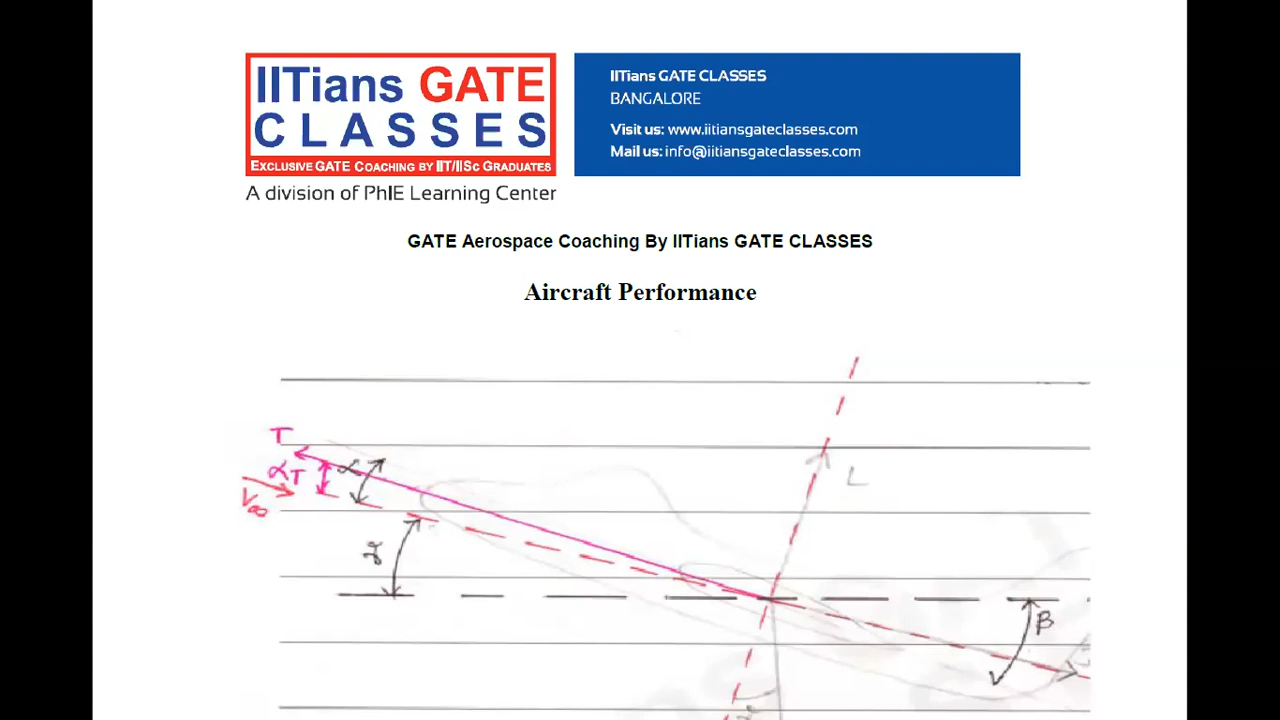 IITians GATE
CLASSES
EXCLUSIVE GATE COACHING BY IIT/IISC GRADUATES
A division of PhIE Learning Center
IITians GATE CLASSES
BANGALORE
Visit us: www.iitiansgateclasses.com
Mail us: info@iitiansgateclasses.com
GATE Aerospace Coaching By IITians GATE CLASSES
Aircraft Performance
T
α
αT
V∞
L
β